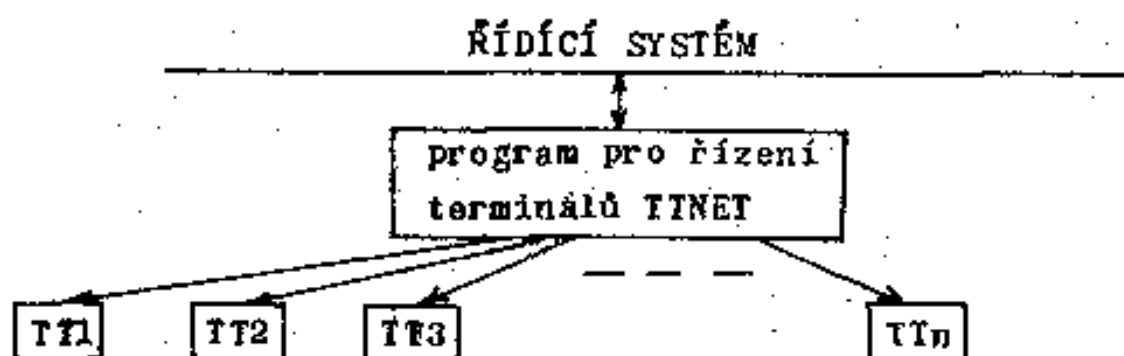 ŘÍDÍCÍ SYSTÉM
program pro řízení
terminálů TTNET
TT1 TT2 TT3 TTn